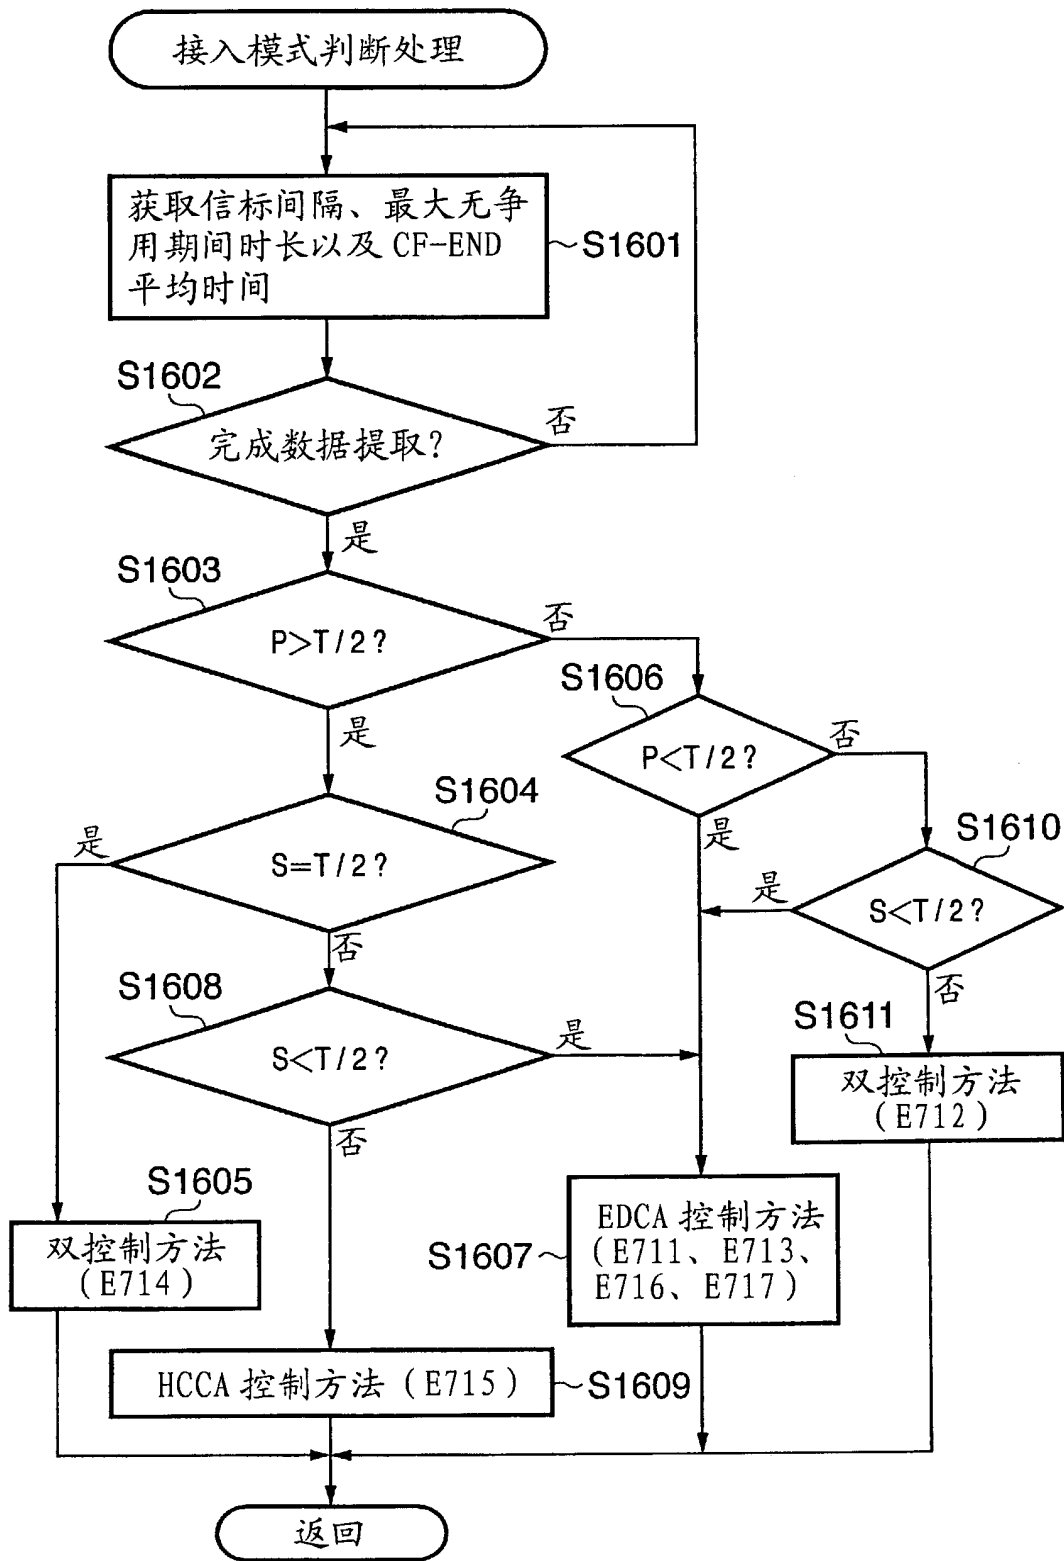 接入模式判断处理
获取信标间隔、最大无争
用期间时长以及 CF-END
平均时间
S1601
S1602
完成数据提取?
否
是
S1603
P>T/2?
否
是
S1606
P<T/2?
否
是
S1604
S=T/2?
是
否
S1610
S<T/2?
是
否
S1608
S<T/2?
是
否
S1611
双控制方法
(E712)
S1605
双控制方法
(E714)
S1607
EDCA 控制方法
(E711、E713、
E716、E717)
HCCA 控制方法 (E715)
S1609
返回